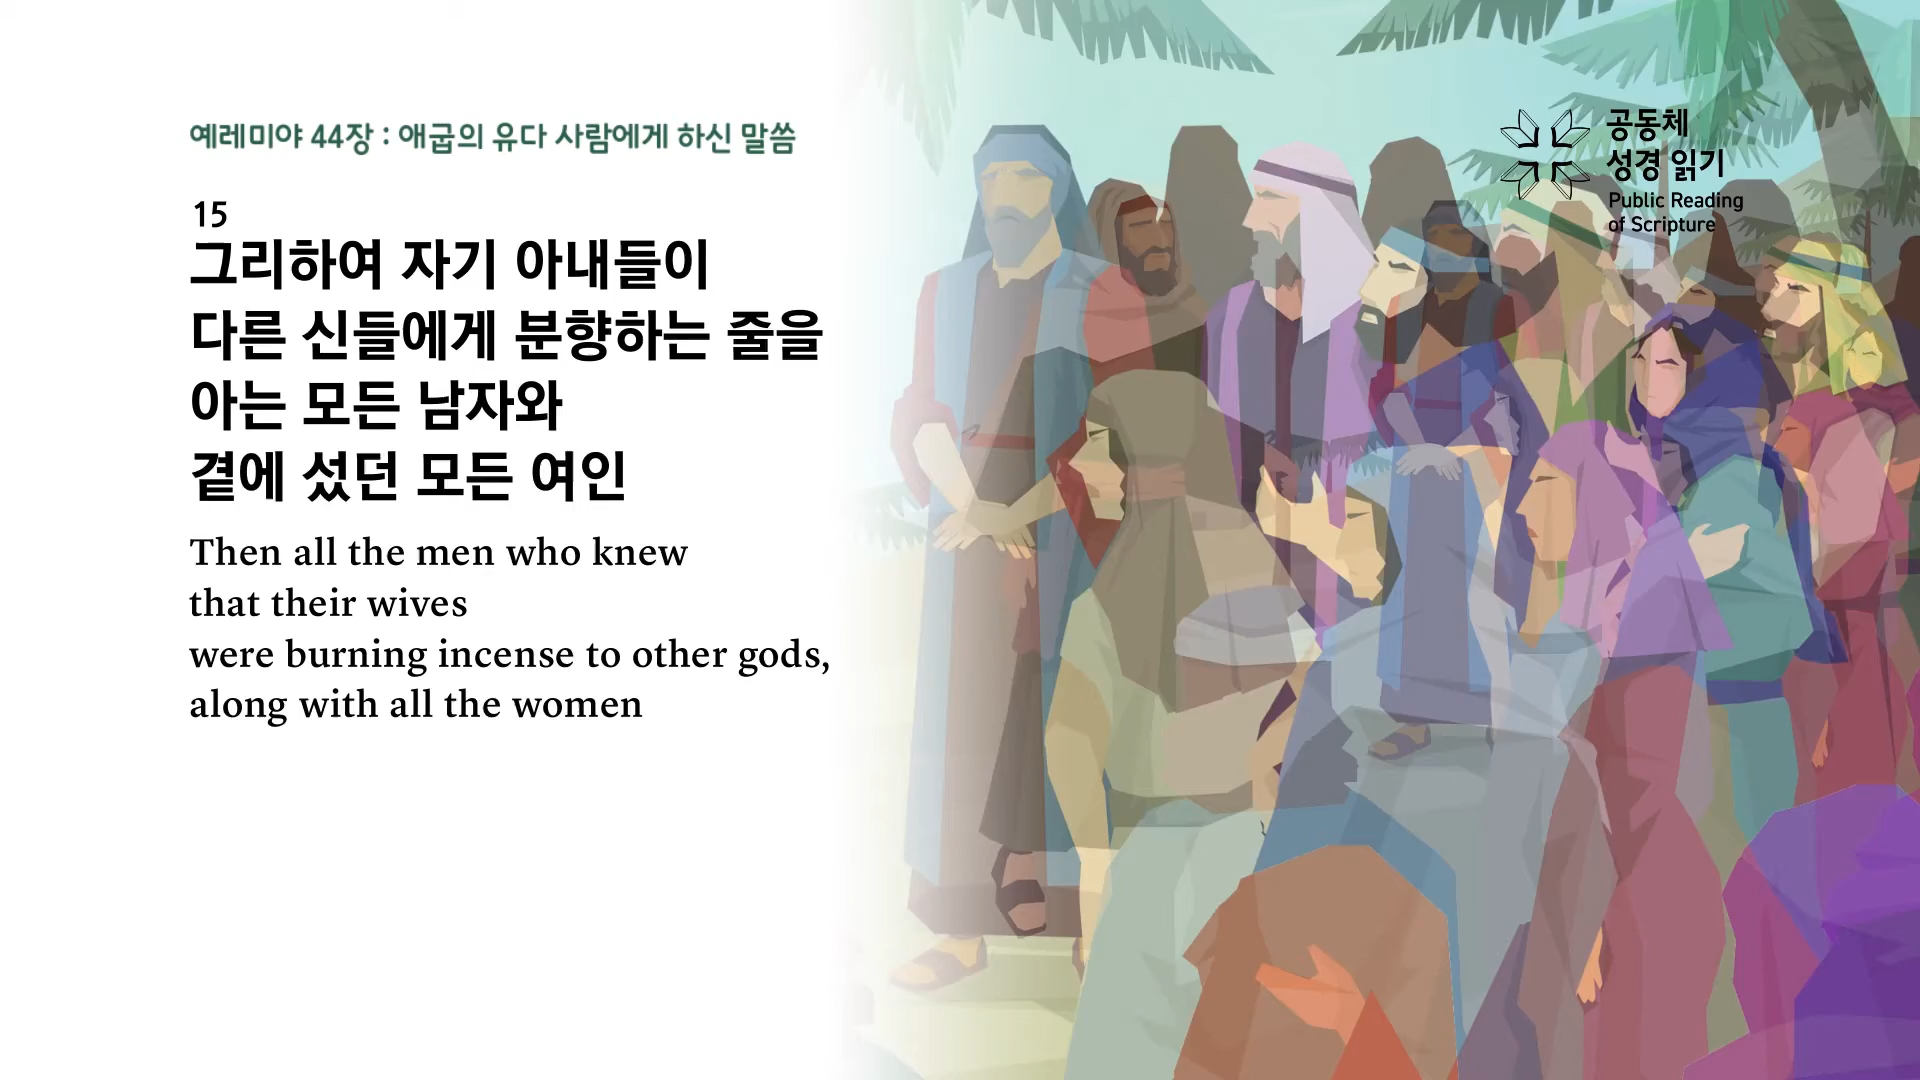 예레미야 44장 : 애굽의 유다 사람에게 하신 말씀
15
그리하여 자기 아내들이
다른 신들에게 분향하는 줄을
아는 모든 남자와
곁에 섰던 모든 여인
Then all the men who knew
that their wives
were burning incense to other gods,
along with all the women
공동체
성경 읽기
Public Reading
of Scripture